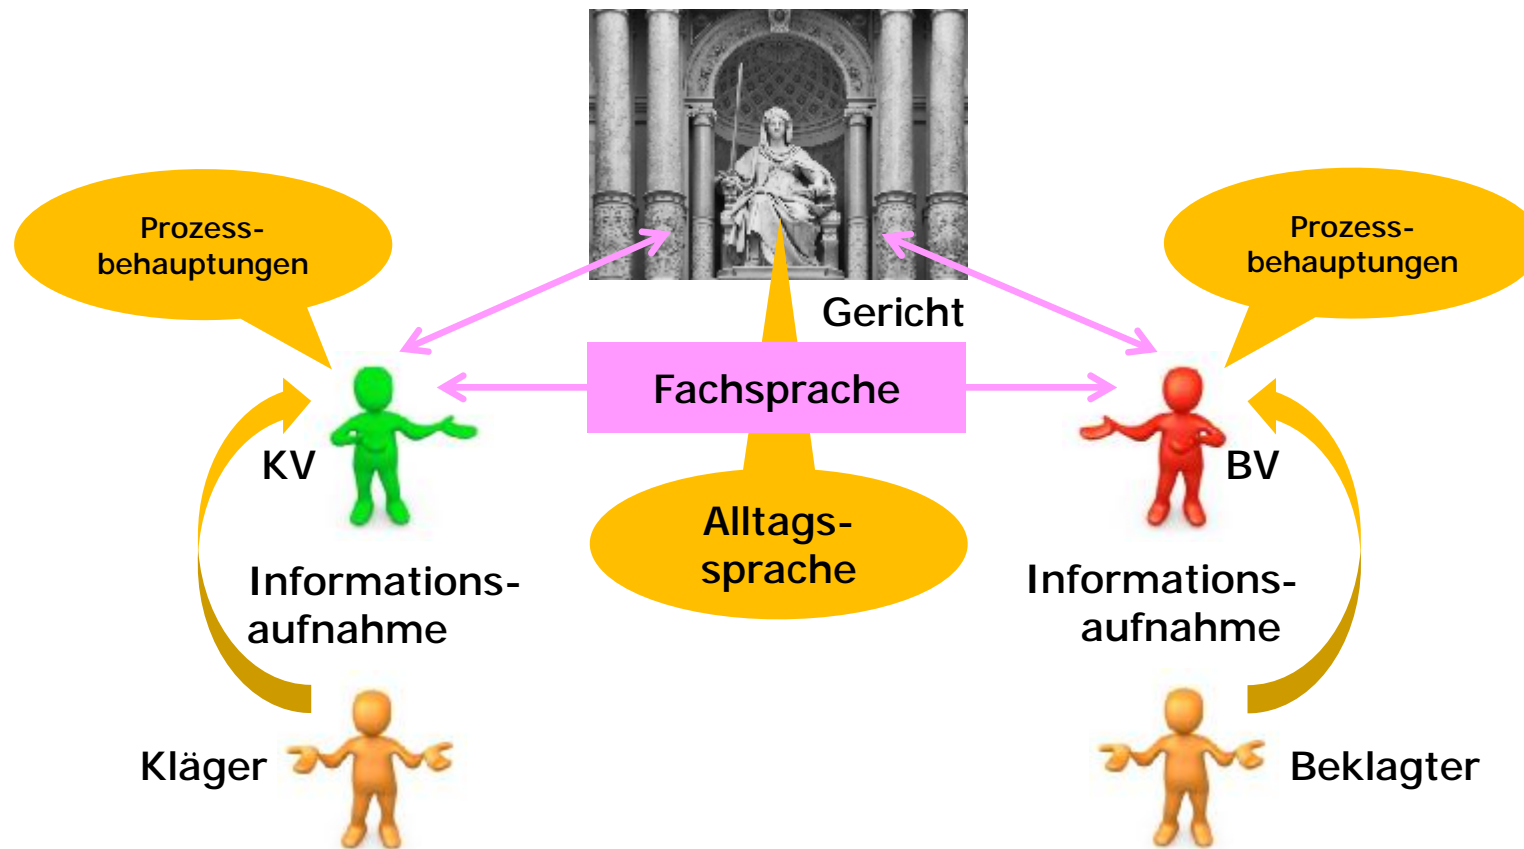 Prozess-
behauptungen
Prozess-
behauptungen
Gericht
Fachsprache
KV
BV
Alltags-
sprache
Informations-
aufnahme
Informations-
aufnahme
Kläger
Beklagter